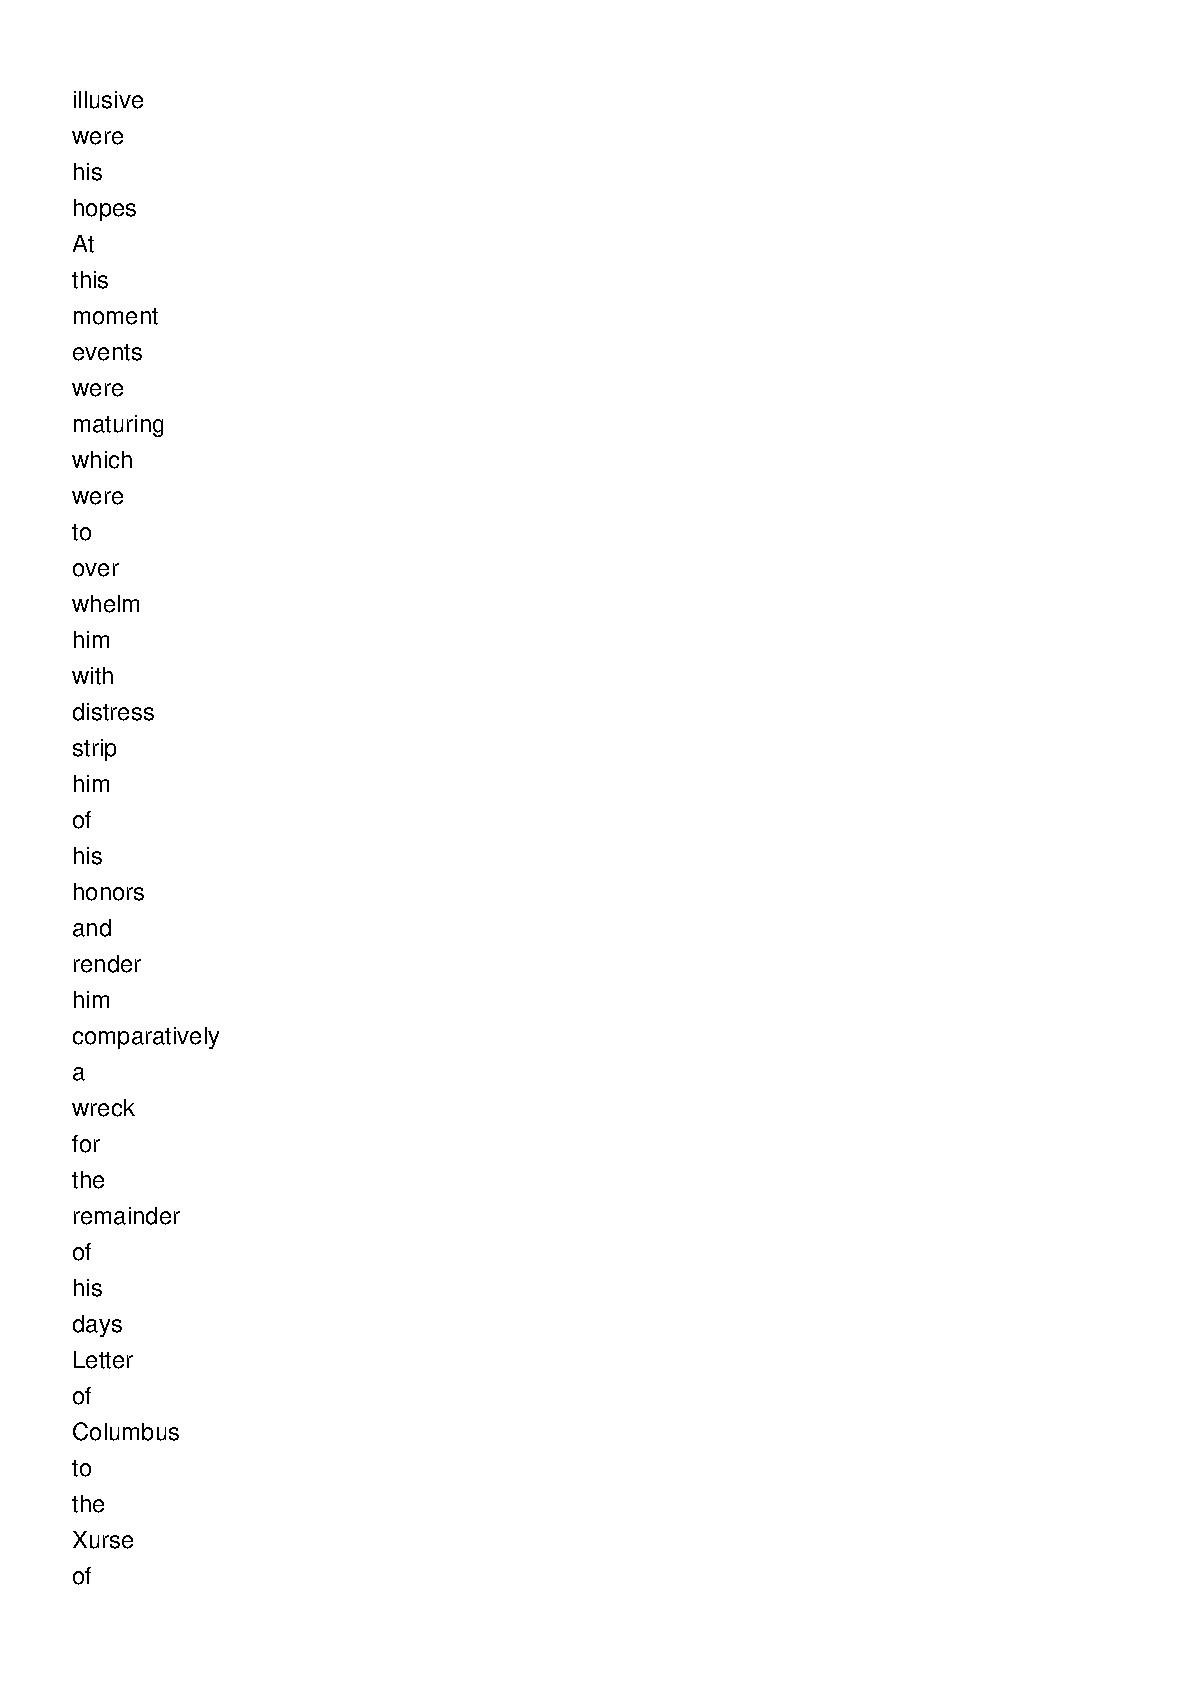 illusive
were
his
hopes
At
this
moment
events
were
maturing
which
were
to
over
whelm
him
with
distress
strip
him
of
his
honors
and
render
him
comparatively
a
wreck
for
the
remainder
of
his
days
Letter
of
Columbus
to
the
Xurse
of